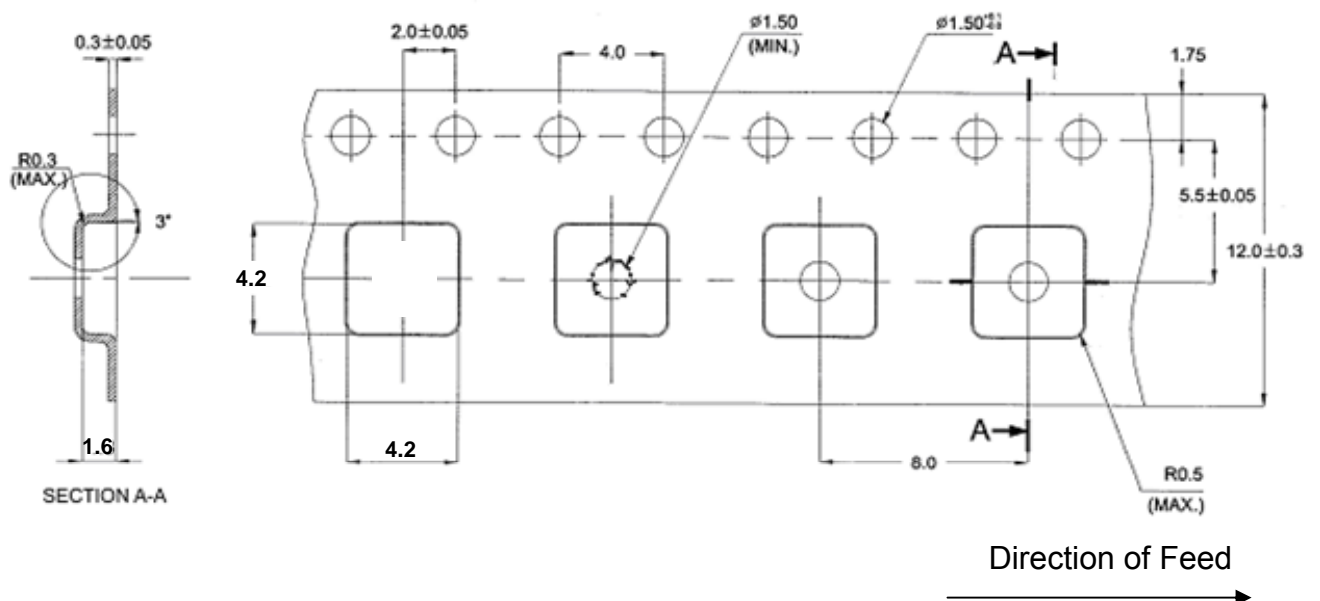 0.3±0.05
2.0±0.05
4.0
ø1.50
(MIN.)
ø1.50
A
1.75
R0.3
(MAX.)
3°
5.5±0.05
12.0±0.3
4.2
1.6
4.2
A
8.0
R0.5
(MAX.)
SECTION A-A
Direction of Feed